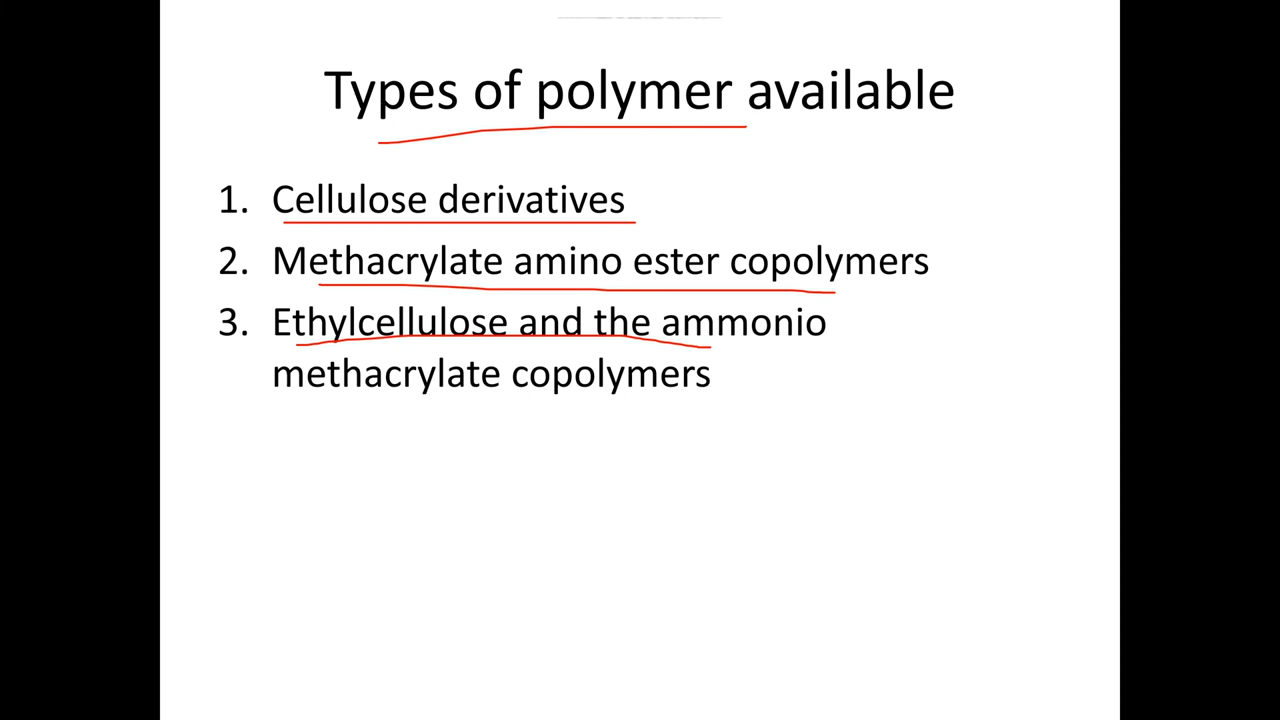 Types of polymer available
1. Cellulose derivatives
2. Methacrylate amino ester copolymers
3. Ethylcellulose and the ammonio
methacrylate copolymers